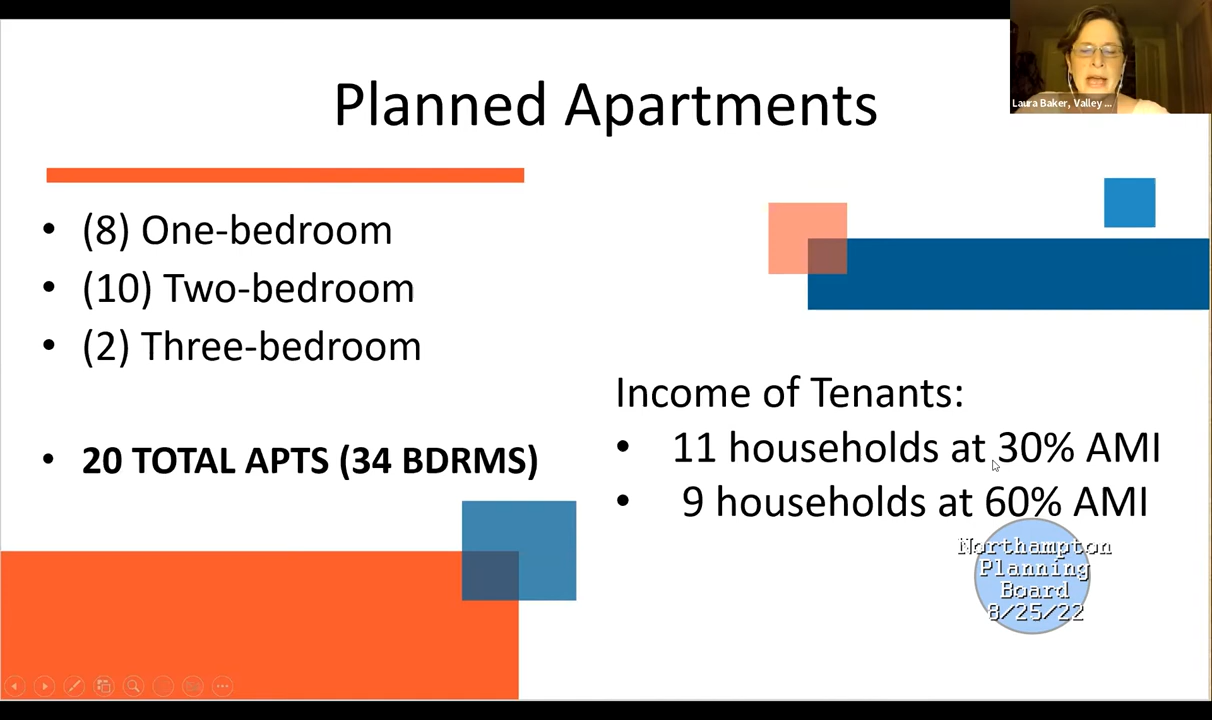 Laura Baker, Valley ...
Planned Apartments
• (8) One-bedroom
• (10) Two-bedroom
• (2) Three-bedroom
• 20 TOTAL APTS (34 BDRMS)
Income of Tenants:
• 11 households at 30% AMI
• 9 households at 60% AMI
Northampton
Planning
Board
8/25/22